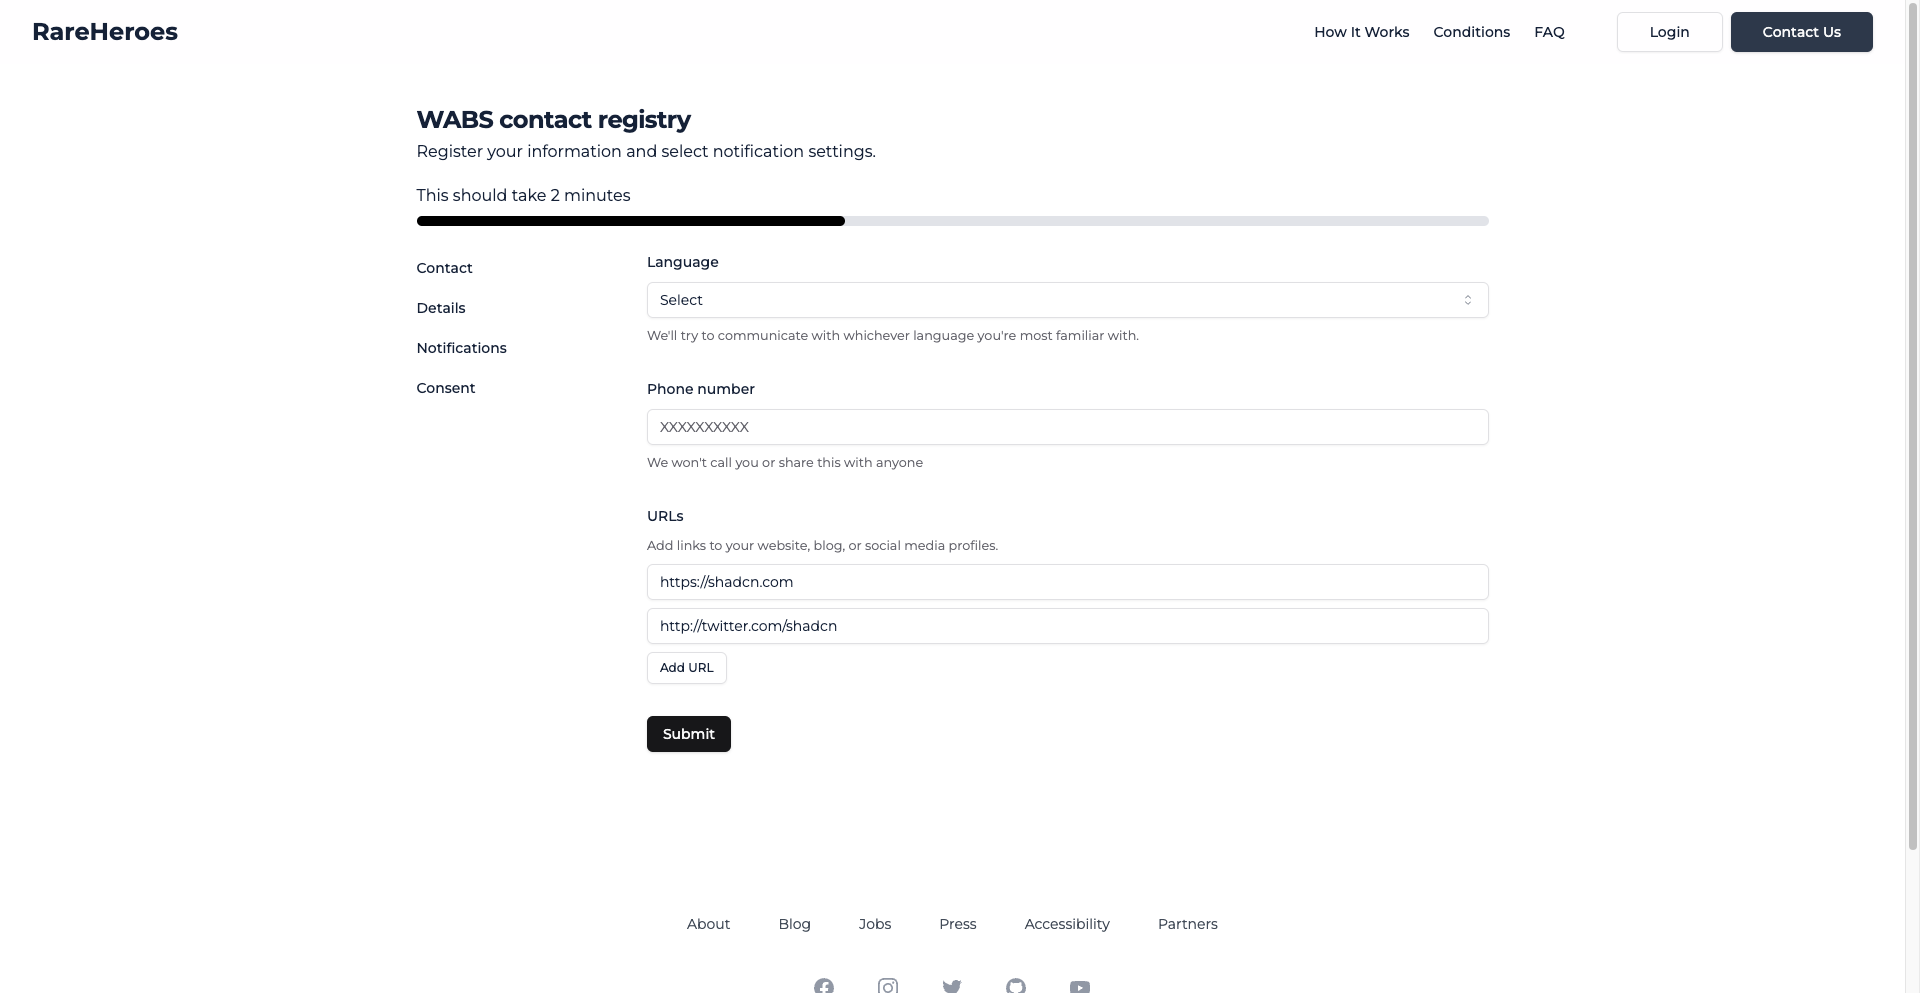 RareHeroes
How It Works
Conditions
FAQ
Login
Contact Us
WABS contact registry
Register your information and select notification settings.
This should take 2 minutes
Contact
Details
Notifications
Consent
Language
Select
We'll try to communicate with whichever language you're most familiar with.
Phone number
XXXXXXXXXX
We won't call you or share this with anyone
URLs
Add links to your website, blog, or social media profiles.
https://shadcn.com
http://twitter.com/shadcn
Add URL
Submit
About
Blog
Jobs
Press
Accessibility
Partners